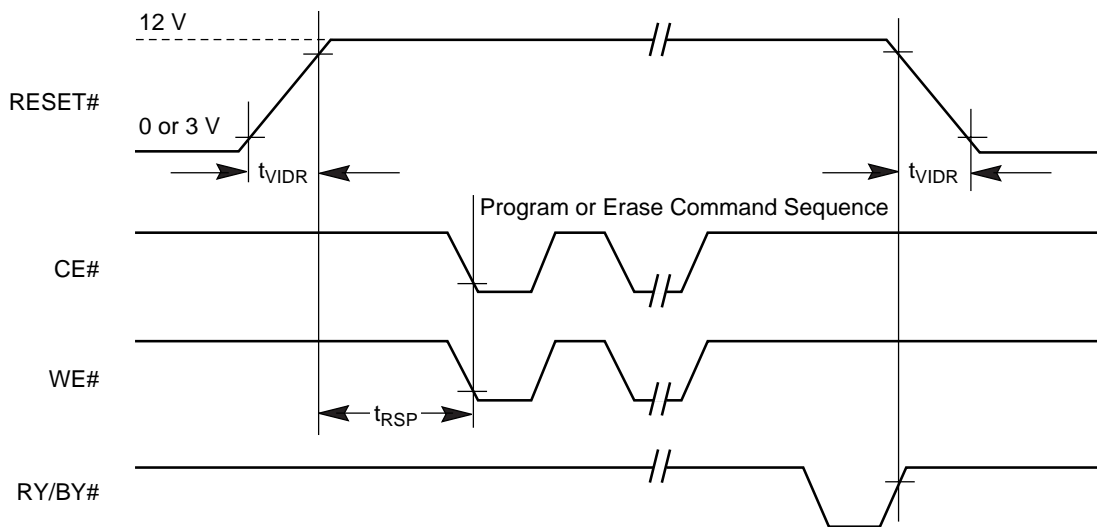 12 V
RESET#
0 or 3 V
tVIDR
tVIDR
Program or Erase Command Sequence
CE#
WE#
tRSP
RY/BY#